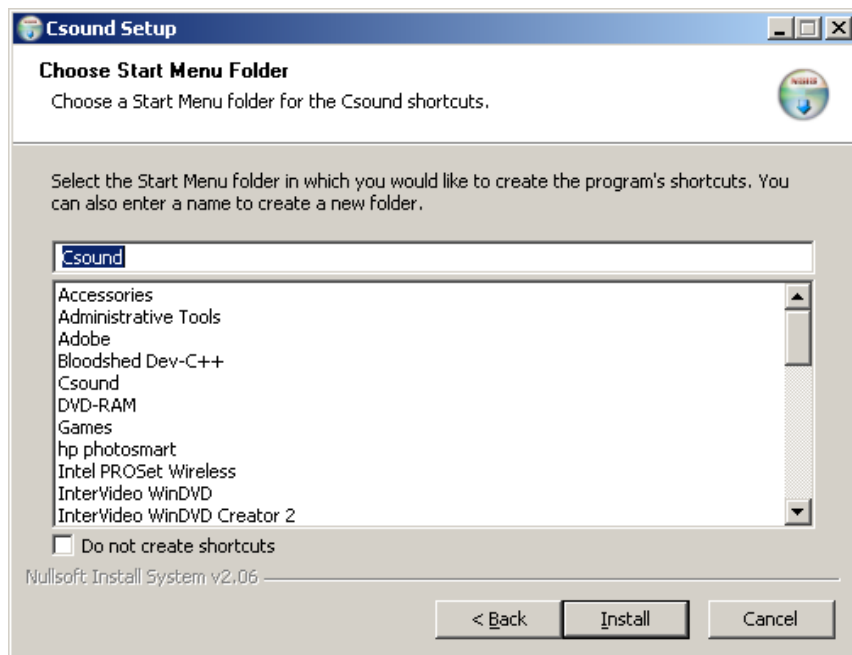 Csound Setup
Choose Start Menu Folder
Choose a Start Menu folder for the Csound shortcuts.
Select the Start Menu folder in which you would like to create the program's shortcuts. You
can also enter a name to create a new folder.
Csound
Accessories
Administrative Tools
Adobe
Bloodshed Dev-C++
Csound
DVD-RAM
Games
hp photosmart
Intel PROSet Wireless
InterVideo WinDVD
InterVideo WinDVD Creator 2
Do not create shortcuts
Nullsoft Install System v2.06
< Back
Install
Cancel